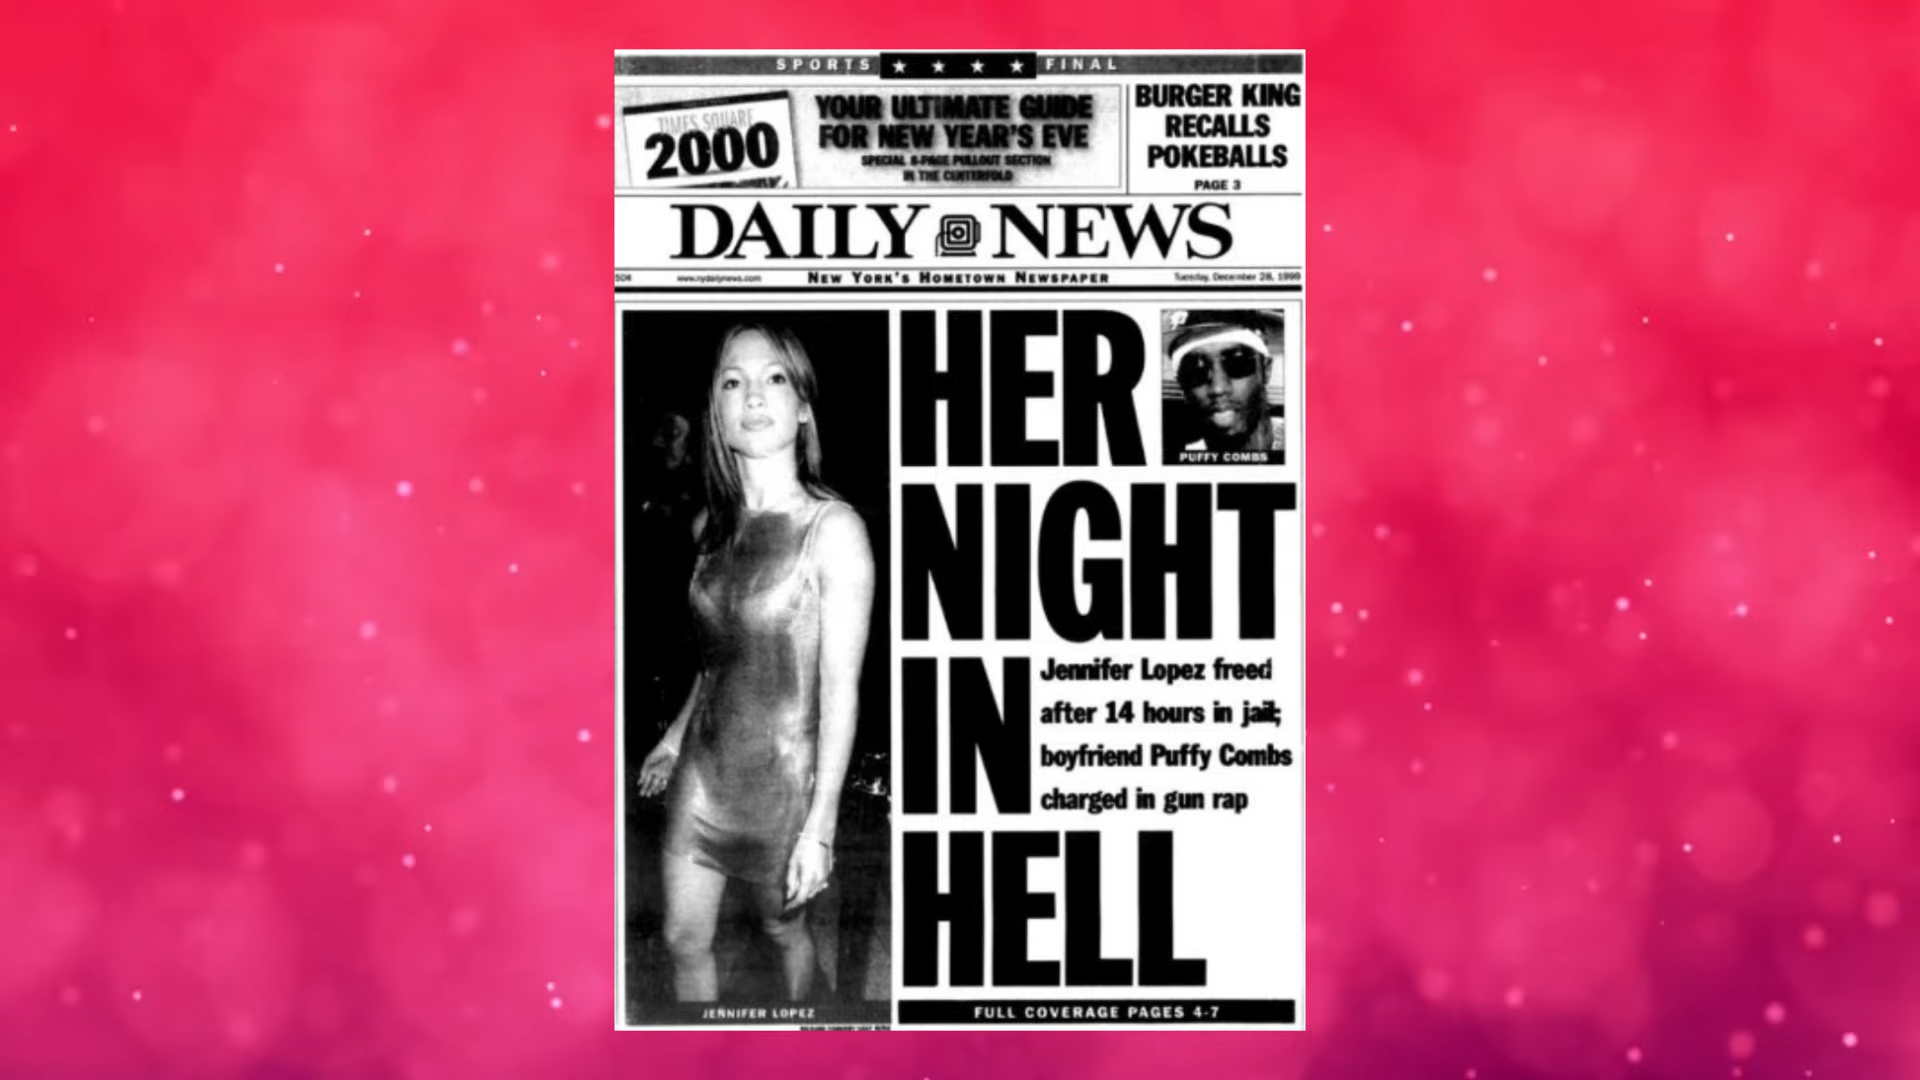 SPORTS ★ ★ ★ ★ FINAL
TIMES SQUARE
2000
YOUR ULTIMATE GUIDE
FOR NEW YEAR'S EVE
SPECIAL 8-PAGE PULLOUT SECTION
IN THE CENTERFOLD
BURGER KING
RECALLS
POKEBALLS
PAGE 3
DAILY NEWS
50¢
www.nydailynews.com
NEW YORK'S HOMETOWN NEWSPAPER
Tuesday, December 28, 1999
HER
PUFFY COMBS
NIGHT
IN
Jennifer Lopez freed
after 14 hours in jail;
boyfriend Puffy Combs
charged in gun rap
HELL
JENNIFER LOPEZ
FULL COVERAGE PAGES 4-7